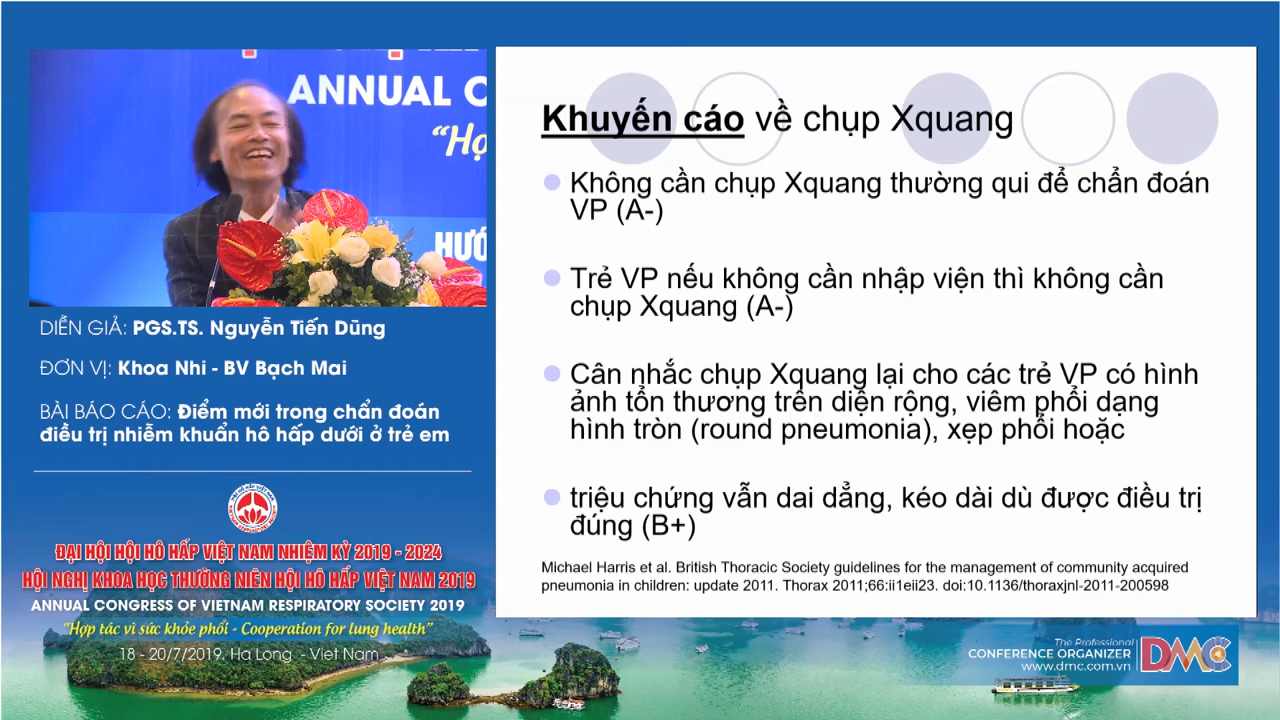 ANNUAL C
“Hợ
HƯỚ
DIỄN GIẢ: PGS.TS. Nguyễn Tiến Dũng
ĐƠN VỊ: Khoa Nhi - BV Bạch Mai
BÀI BÁO CÁO: Điểm mới trong chẩn đoán
điều trị nhiễm khuẩn hô hấp dưới ở trẻ em
ĐẠI HỘI HỘI HÔ HẤP VIỆT NAM NHIỆM KỲ 2019 - 2024
HỘI NGHỊ KHOA HỌC THƯỜNG NIÊN HỘI HÔ HẤP VIỆT NAM 2019
ANNUAL CONGRESS OF VIETNAM RESPIRATORY SOCIETY 2019
“Hợp tác vì sức khỏe phổi - Cooperation for lung health”
18 - 20/7/2019. Ha Long - Viet Nam
Khuyến cáo về chụp Xquang
Không cần chụp Xquang thường qui để chẩn đoán
VP (A-)
Trẻ VP nếu không cần nhập viện thì không cần
chụp Xquang (A-)
Cân nhắc chụp Xquang lại cho các trẻ VP có hình
ảnh tổn thương trên diện rộng, viêm phổi dạng
hình tròn (round pneumonia), xẹp phổi hoặc
triệu chứng vẫn dai dẳng, kéo dài dù được điều trị
đúng (B+)
Michael Harris et al. British Thoracic Society guidelines for the management of community acquired
pneumonia in children: update 2011. Thorax 2011;66:ii1eii23. doi:10.1136/thoraxjnl-2011-200598
The Professional
CONFERENCE ORGANIZER
www.dmc.com.vn
DMC